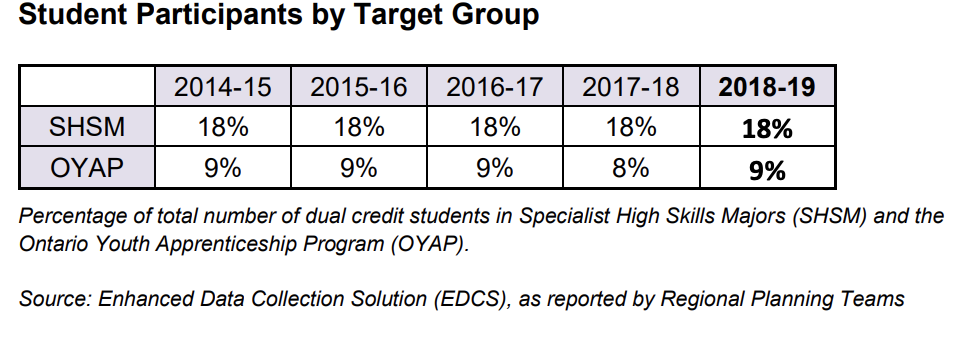 Student Participants by Target Group
2014-15 2015-16 2016-17 2017-18 2018-19
SHSM 18% 18% 18% 18% 18%
OYAP 9% 9% 9% 8% 9%
Percentage of total number of dual credit students in Specialist High Skills Majors (SHSM) and the
Ontario Youth Apprenticeship Program (OYAP).
Source: Enhanced Data Collection Solution (EDCS), as reported by Regional Planning Teams